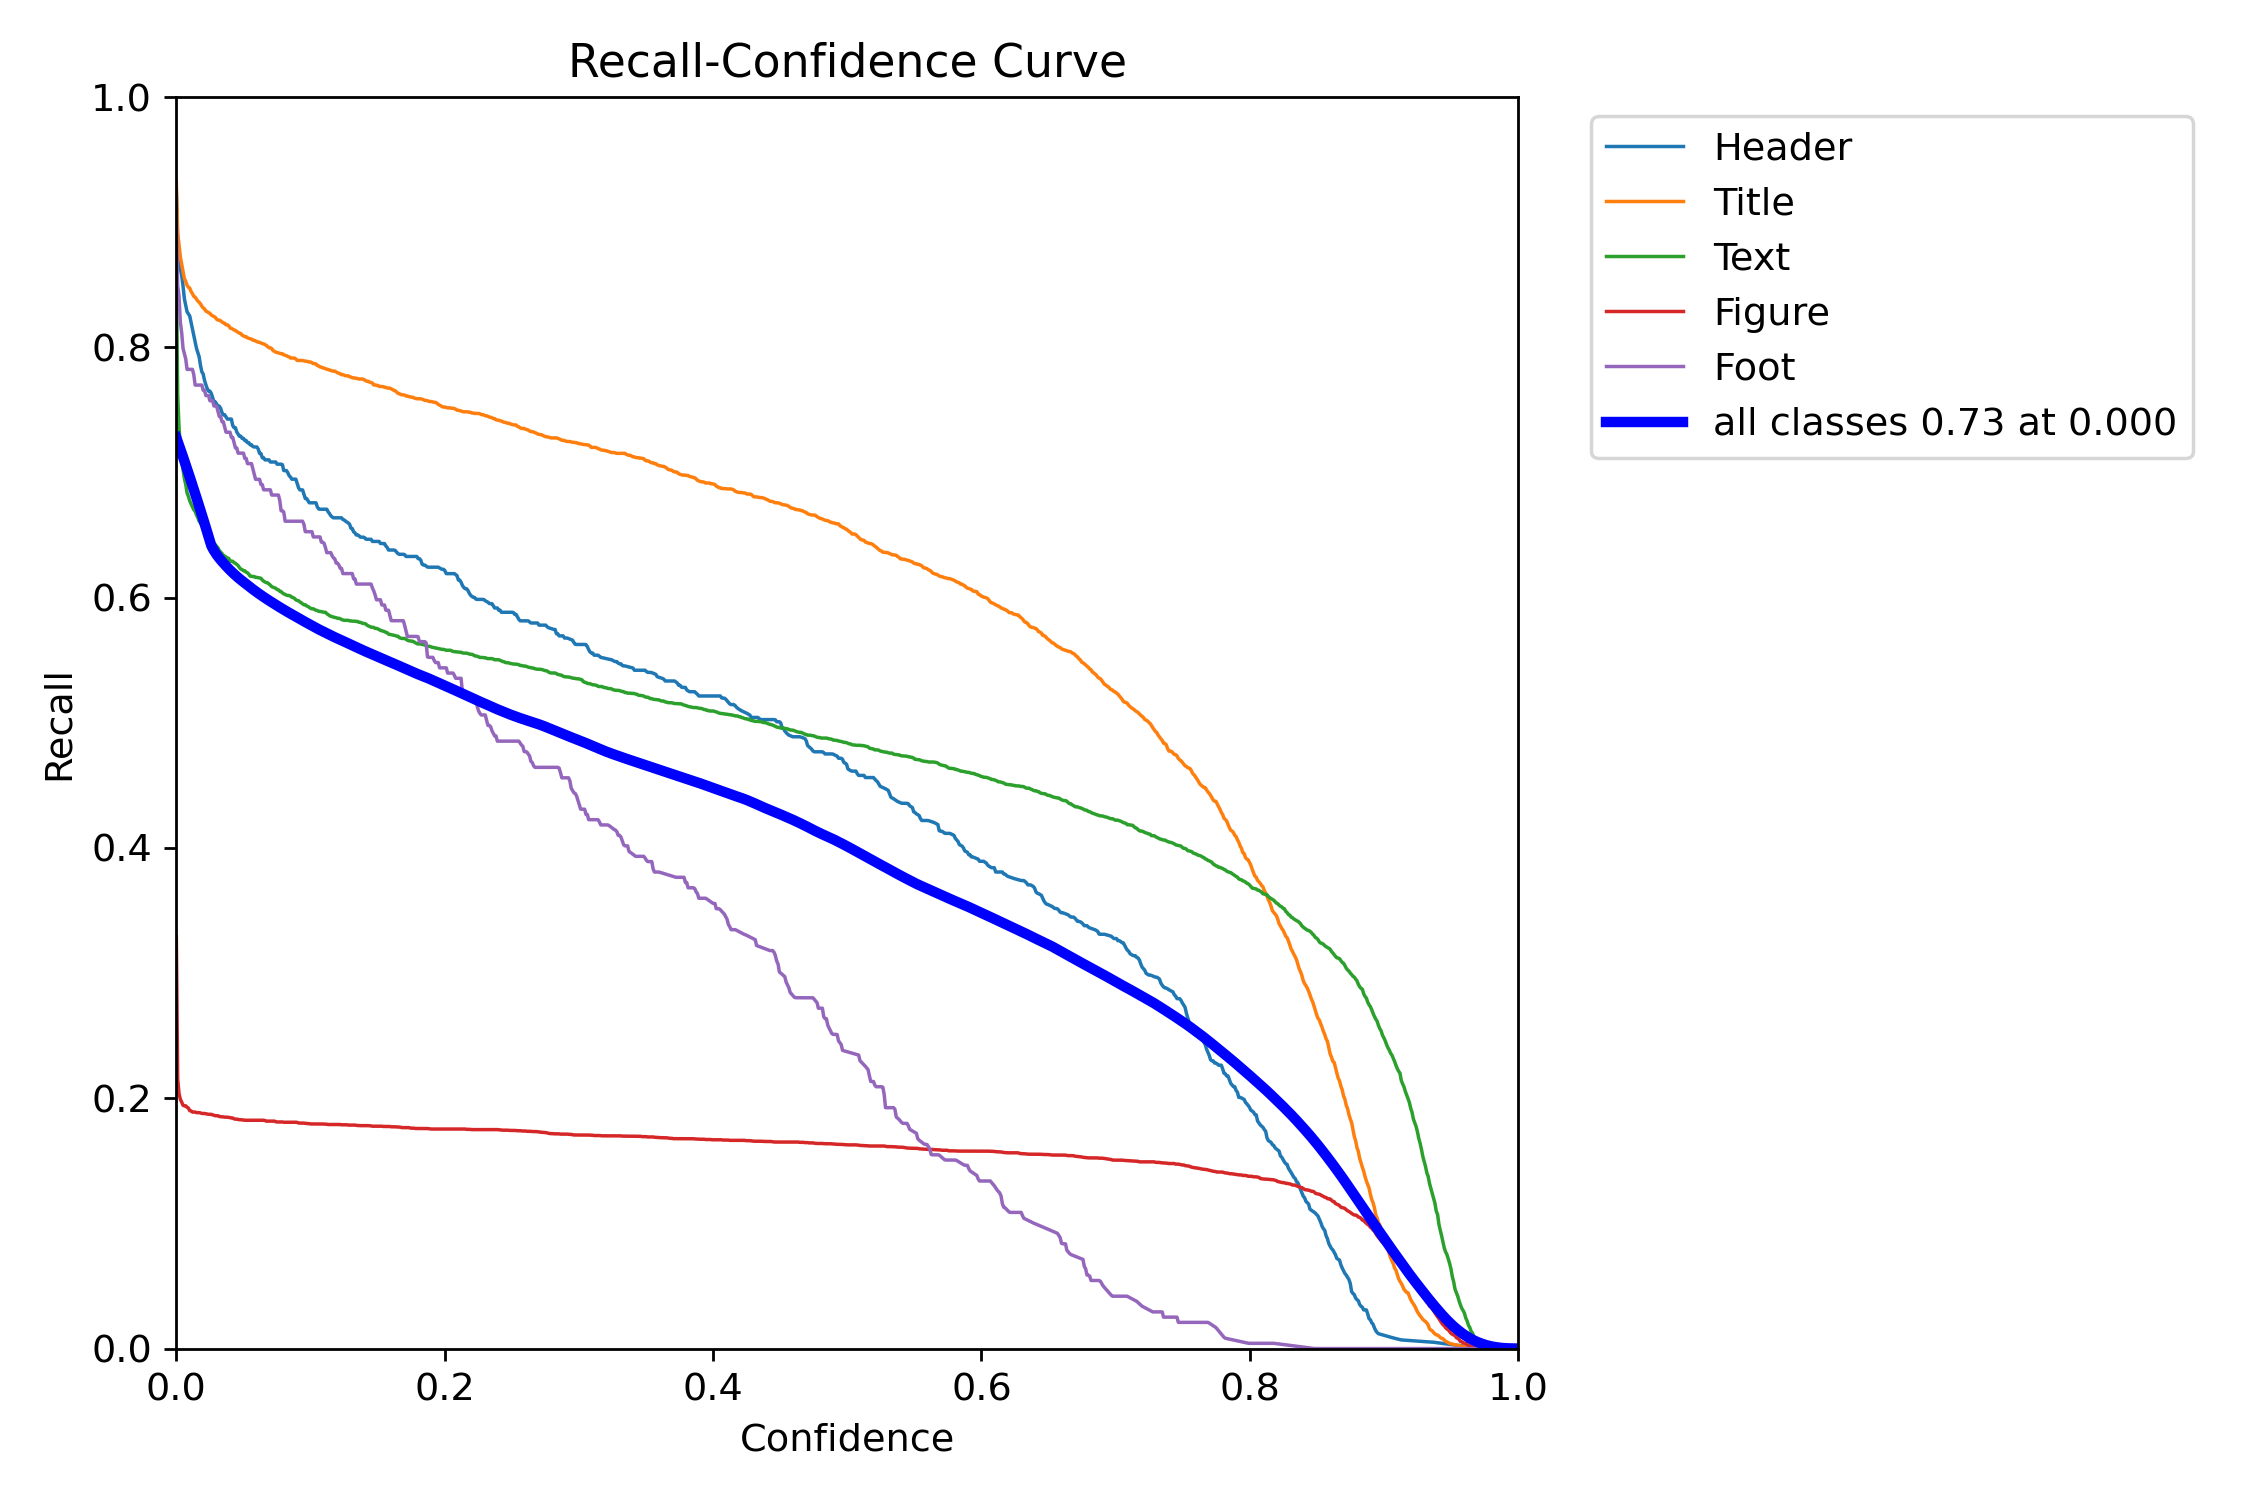 Recall-Confidence Curve
1.0
0.8
0.6
0.4
0.2
0.0
Recall
0.0 0.2 0.4 0.6 0.8 1.0
Confidence
Header
Title
Text
Figure
Foot
all classes 0.73 at 0.000